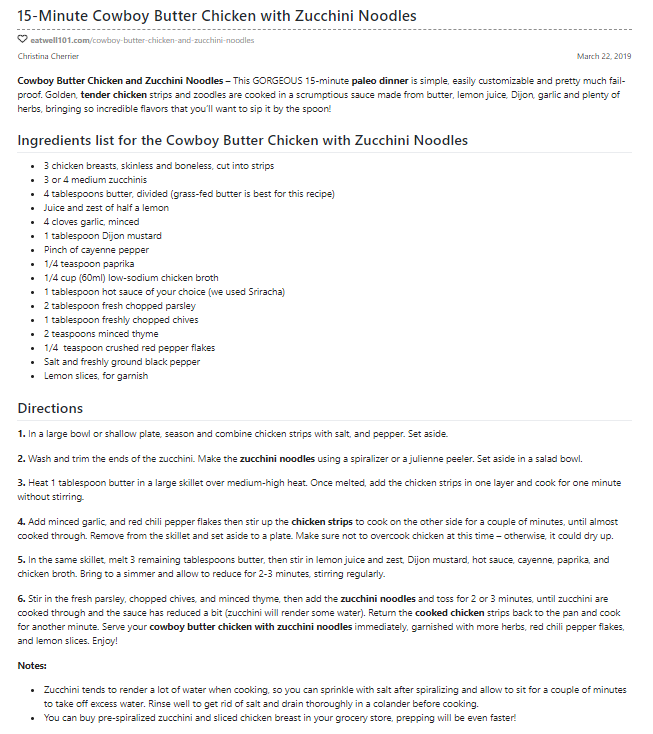 15-Minute Cowboy Butter Chicken with Zucchini Noodles
eatwell101.com/cowboy-butter-chicken-and-zucchini-noodles
Christina Cherrier March 22, 2019
Cowboy Butter Chicken and Zucchini Noodles – This GORGEOUS 15-minute paleo dinner is simple, easily customizable and pretty much fail-
proof. Golden, tender chicken strips and zoodles are cooked in a scrumptious sauce made from butter, lemon juice, Dijon, garlic and plenty of
herbs, bringing so incredible flavors that you'll want to sip it by the spoon!
Ingredients list for the Cowboy Butter Chicken with Zucchini Noodles
• 3 chicken breasts, skinless and boneless, cut into strips
• 3 or 4 medium zucchinis
• 4 tablespoons butter, divided (grass-fed butter is best for this recipe)
• Juice and zest of half a lemon
• 4 cloves garlic, minced
• 1 tablespoon Dijon mustard
• Pinch of cayenne pepper
• 1/4 teaspoon paprika
• 1/4 cup (60ml) low-sodium chicken broth
• 1 tablespoon hot sauce of your choice (we used Sriracha)
• 2 tablespoon fresh chopped parsley
• 1 tablespoon freshly chopped chives
• 2 teaspoons minced thyme
• 1/4 teaspoon crushed red pepper flakes
• Salt and freshly ground black pepper
• Lemon slices, for garnish
Directions
1. In a large bowl or shallow plate, season and combine chicken strips with salt, and pepper. Set aside.
2. Wash and trim the ends of the zucchini. Make the zucchini noodles using a spiralizer or a julienne peeler. Set aside in a salad bowl.
3. Heat 1 tablespoon butter in a large skillet over medium-high heat. Once melted, add the chicken strips in one layer and cook for one minute
without stirring.
4. Add minced garlic, and red chili pepper flakes then stir up the chicken strips to cook on the other side for a couple of minutes, until almost
cooked through. Remove from the skillet and set aside to a plate. Make sure not to overcook chicken at this time – otherwise, it could dry up.
5. In the same skillet, melt 3 remaining tablespoons butter, then stir in lemon juice and zest, Dijon mustard, hot sauce, cayenne, paprika, and
chicken broth. Bring to a simmer and allow to reduce for 2-3 minutes, stirring regularly.
6. Stir in the fresh parsley, chopped chives, and minced thyme, then add the zucchini noodles and toss for 2 or 3 minutes, until zucchini are
cooked through and the sauce has reduced a bit (zucchini will render some water). Return the cooked chicken strips back to the pan and cook
for another minute. Serve your cowboy butter chicken with zucchini noodles immediately, garnished with more herbs, red chili pepper flakes,
and lemon slices. Enjoy!
Notes:
• Zucchini tends to render a lot of water when cooking, so you can sprinkle with salt after spiralizing and allow to sit for a couple of minutes
to take off excess water. Rinse well to get rid of salt and drain thoroughly in a colander before cooking.
• You can buy pre-spiralized zucchini and sliced chicken breast in your grocery store, prepping will be even faster!